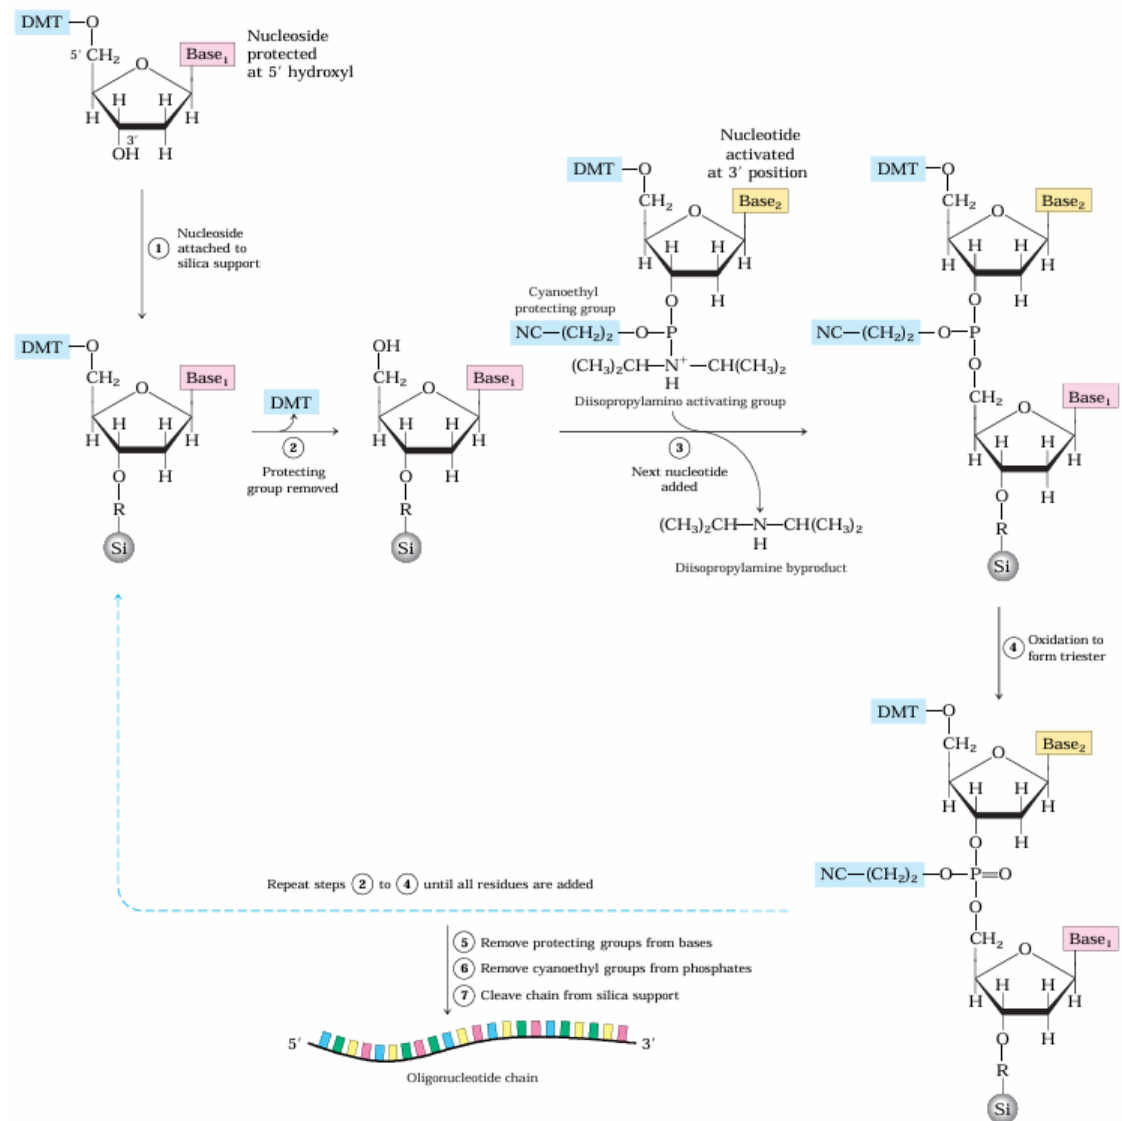 DMT—O
Nucleoside
protected
at 5′ hydroxyl
5′ CH₂
O
Base₁
H H
H H
3′
OH H
1
Nucleoside
attached to
silica support
DMT—O
CH₂
O
Base₁
H H
H H
O H
R
Si
DMT
2
Protecting
group removed
OH
CH₂
O
Base₁
H H
H H
O H
R
Si
Nucleotide
activated
at 3′ position
DMT—O
CH₂
O
Base₂
H H
H H
O H
Cyanoethyl
protecting group
NC—(CH₂)₂—O—P
(CH₃)₂CH—N⁺—CH(CH₃)₂
H
Diisopropylamino activating group
3
Next nucleotide
added
(CH₃)₂CH—N—CH(CH₃)₂
H
Diisopropylamine byproduct
DMT—O
CH₂
O
Base₂
H H
H H
O H
NC—(CH₂)₂—O—P
O
CH₂
O
Base₁
H H
H H
O H
R
Si
4
Oxidation to
form triester
DMT—O
CH₂
O
Base₂
H H
H H
O H
NC—(CH₂)₂—O—P=O
O
CH₂
O
Base₁
H H
H H
O H
R
Si
Repeat steps 2 to 4 until all residues are added
5 Remove protecting groups from bases
6 Remove cyanoethyl groups from phosphates
7 Cleave chain from silica support
5′ 3′
Oligonucleotide chain